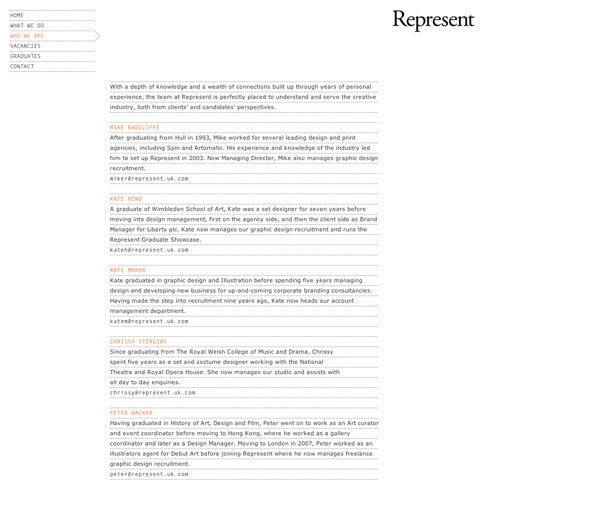 HOME
WHAT WE DO
WHO WE ARE
VACANCIES
GRADUATES
CONTACT
Represent
With a depth of knowledge and a wealth of connections built up through years of personal
experience, the team at Represent is perfectly placed to understand and serve the creative
industry, both from clients' and candidates' perspectives.
MIKE RADCLIFFE
After graduating from Hull in 1993, Mike worked for several leading design and print
agencies, including Spin and Artomatic. His experience and knowledge of the industry led
him to set up Represent in 2003. Now Managing Director, Mike also manages graphic design
recruitment.
miker@represent.uk.com
KATE HIND
A graduate of Wimbledon School of Art, Kate was a set designer for seven years before
moving into design management, first on the agency side, and then the client side as Brand
Manager for Liberty plc. Kate now manages our graphic design recruitment and runs the
Represent Graduate Showcase.
kateh@represent.uk.com
KATE MARSH
Kate graduated in graphic design and Illustration before spending five years managing
design and developing new business for up-and-coming corporate branding consultancies.
Having made the step into recruitment nine years ago, Kate now heads our account
management department.
katem@represent.uk.com
CHRISSY STERGIOS
Since graduating from The Royal Welsh College of Music and Drama, Chrissy
spent five years as a set and costume designer working with the National
Theatre and Royal Opera House. She now manages our studio and assists with
all day to day enquiries.
chrissy@represent.uk.com
PETER WALKER
Having graduated in History of Art, Design and Film, Peter went on to work as an Art curator
and event coordinator before moving to Hong Kong, where he worked as a gallery
coordinator and later as a Design Manager. Moving to London in 2007, Peter worked as an
illustrators agent for Debut Art before joining Represent where he now manages freelance
graphic design recruitment.
peter@represent.uk.com